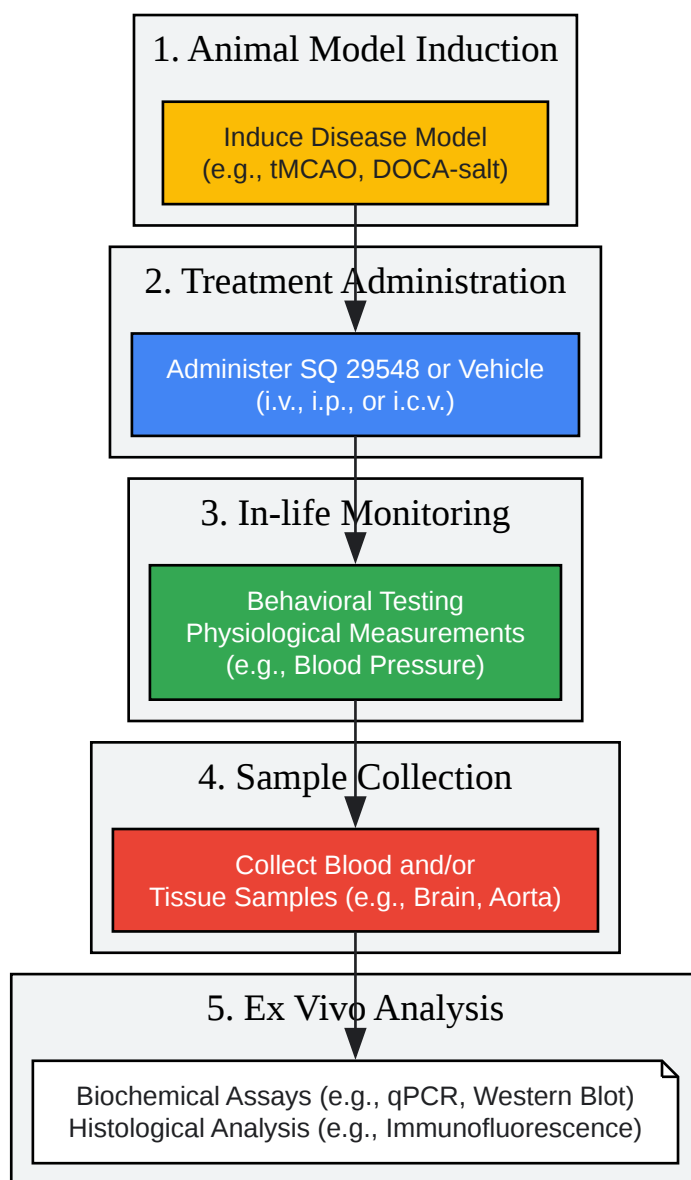 1. Animal Model Induction
Induce Disease Model
(e.g., tMCAO, DOCA-salt)
2. Treatment Administration
Administer SQ 29548 or Vehicle
(i.v., i.p., or i.c.v.)
3. In-life Monitoring
Behavioral Testing
Physiological Measurements
(e.g., Blood Pressure)
4. Sample Collection
Collect Blood and/or
Tissue Samples (e.g., Brain, Aorta)
5. Ex Vivo Analysis
Biochemical Assays (e.g., qPCR, Western Blot)
Histological Analysis (e.g., Immunofluorescence)